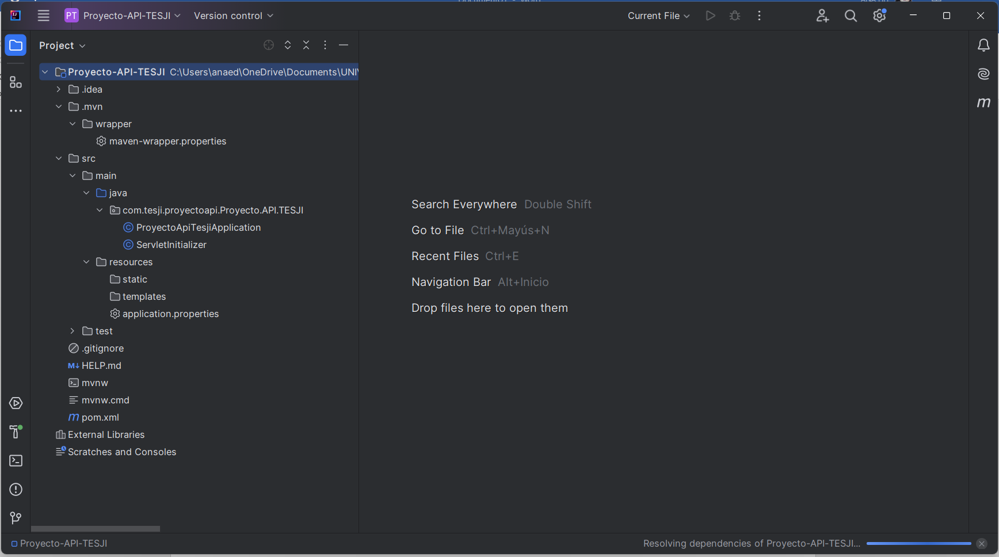 PT Proyecto-API-TESJI Version control Current File
Project
Proyecto-API-TESJI C:\Users\anaed\OneDrive\Documents\UNIV
.idea
.mvn
wrapper
maven-wrapper.properties
src
main
java
com.tesji.proyectoapi.Proyecto.API.TESJI
ProyectoApiTesjiApplication
ServletInitializer
resources
static
templates
application.properties
test
.gitignore
HELP.md
mvnw
mvnw.cmd
pom.xml
External Libraries
Scratches and Consoles
Search Everywhere Double Shift
Go to File Ctrl+Mayús+N
Recent Files Ctrl+E
Navigation Bar Alt+Inicio
Drop files here to open them
Proyecto-API-TESJI Resolving dependencies of Proyecto-API-TESJI...